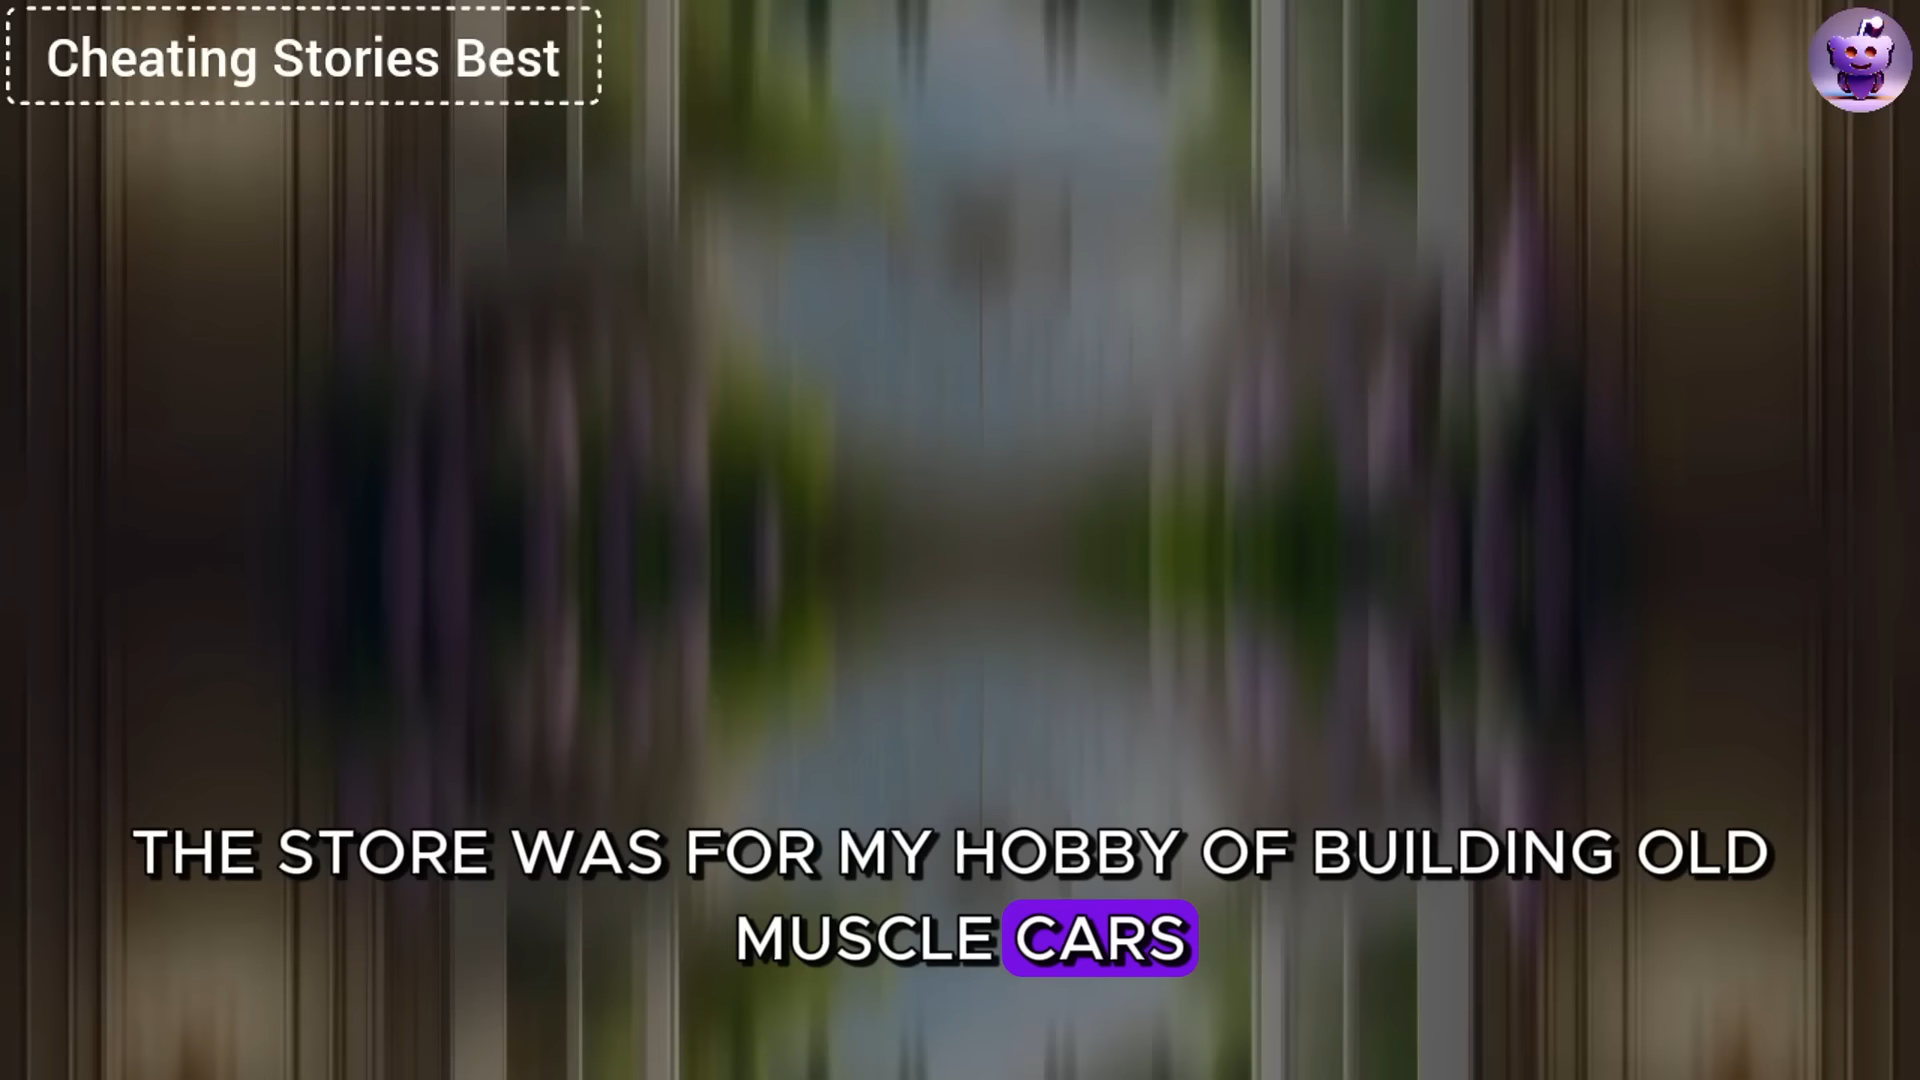 Cheating Stories Best
THE STORE WAS FOR MY HOBBY OF BUILDING OLD
MUSCLE CARS